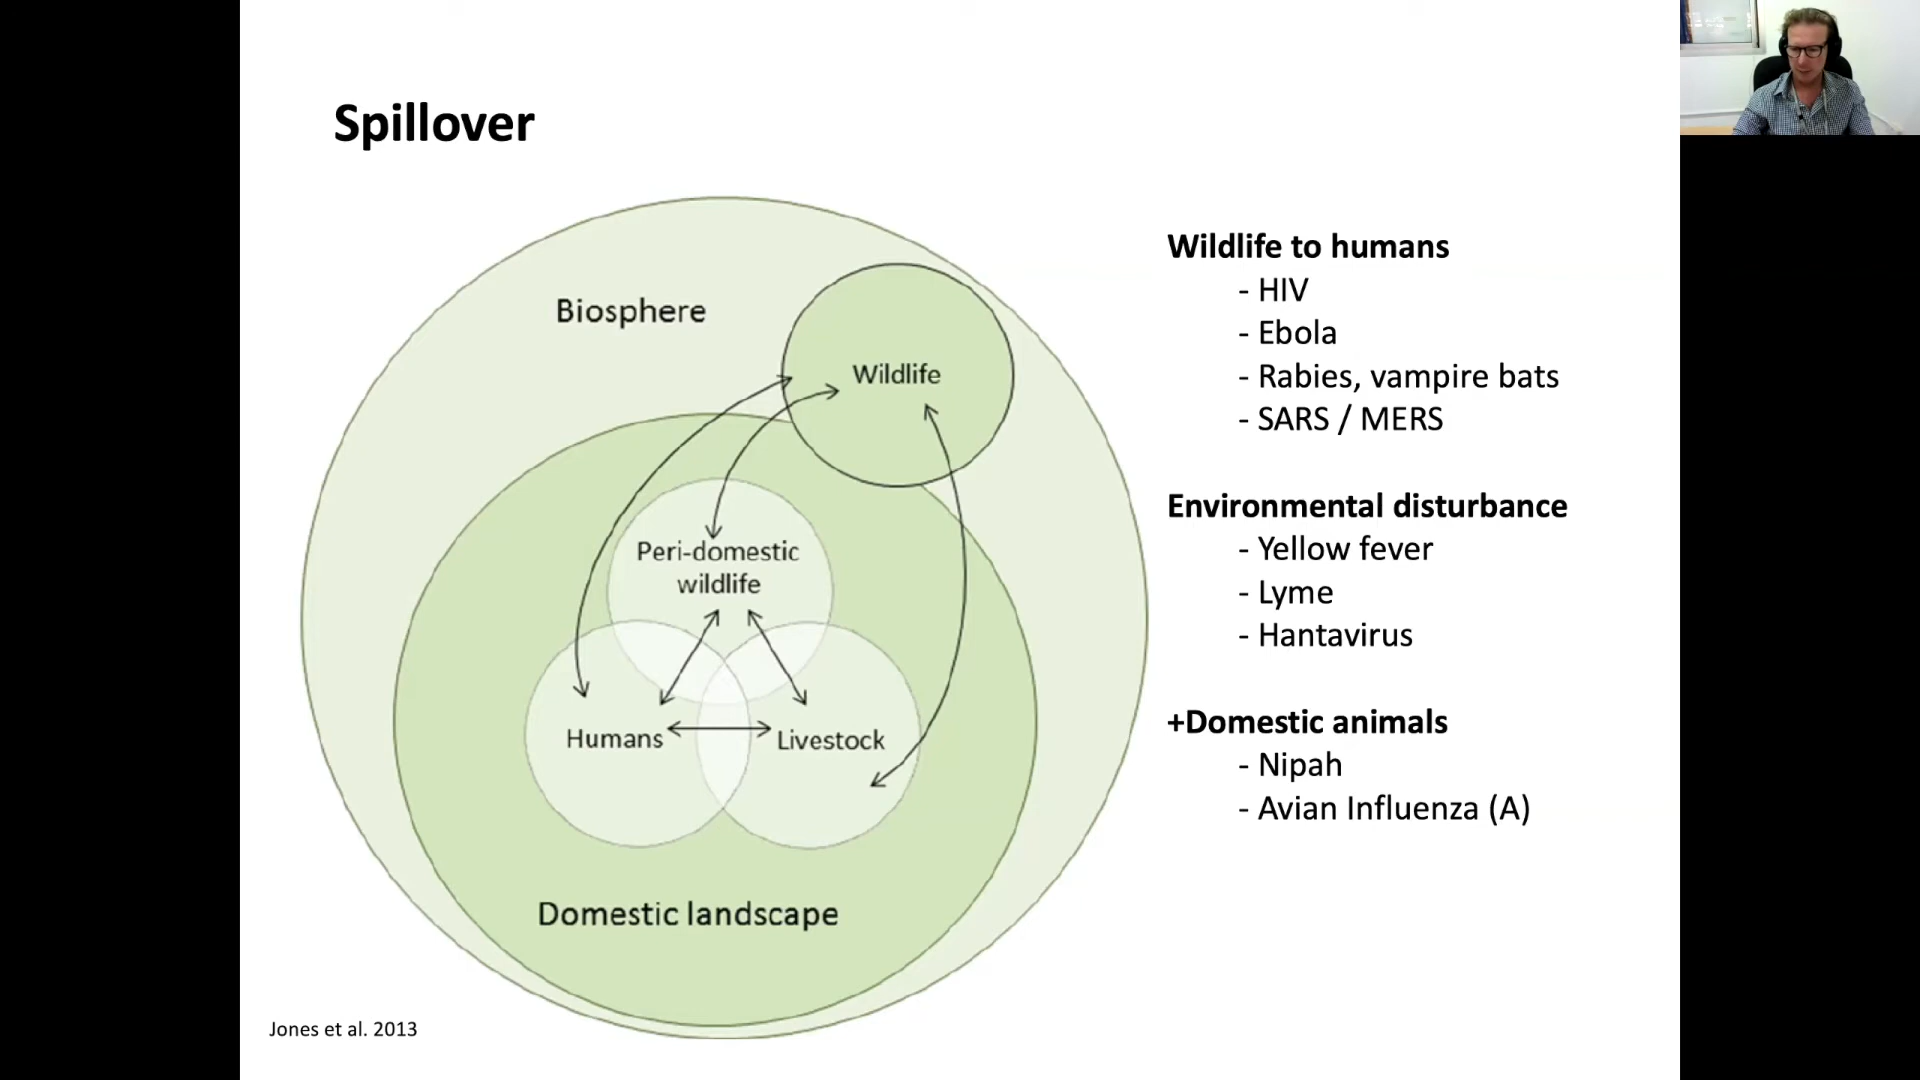 Spillover
Biosphere
Wildlife
Peri-domestic
wildlife
Humans
Livestock
Domestic landscape
Jones et al. 2013
Wildlife to humans
- HIV
- Ebola
- Rabies, vampire bats
- SARS / MERS
Environmental disturbance
- Yellow fever
- Lyme
- Hantavirus
+Domestic animals
- Nipah
- Avian Influenza (A)